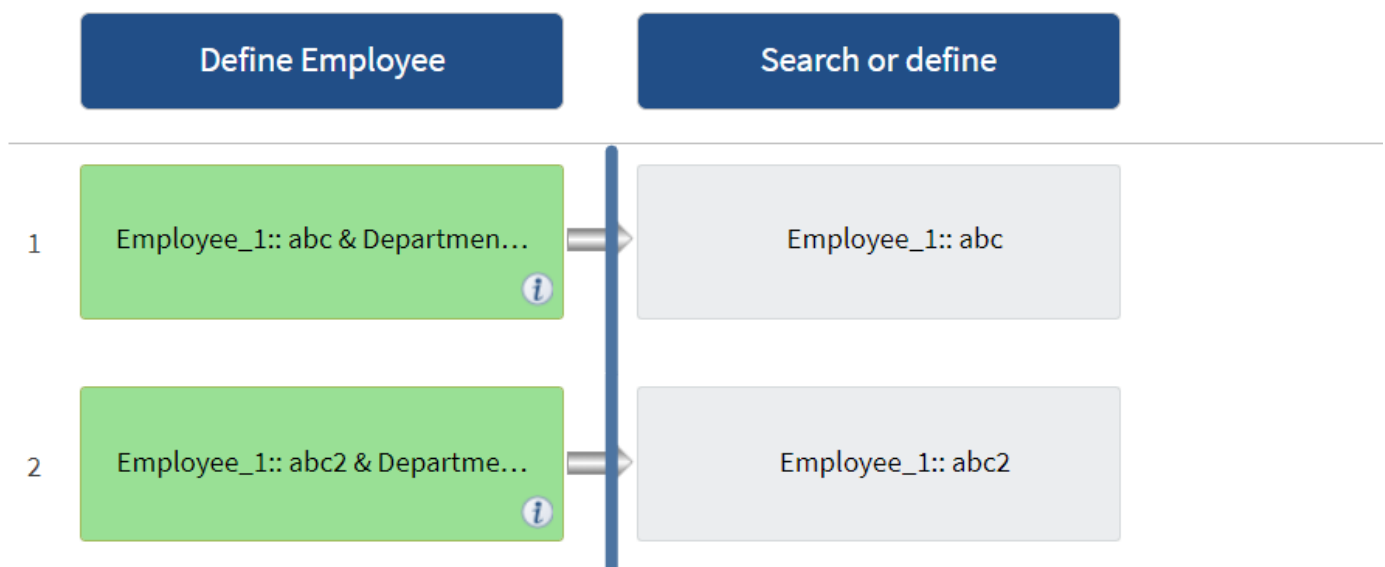 Define Employee
Search or define
1
Employee_1:: abc & Departmen...
Employee_1:: abc
i
2
Employee_1:: abc2 & Departme...
Employee_1:: abc2
i